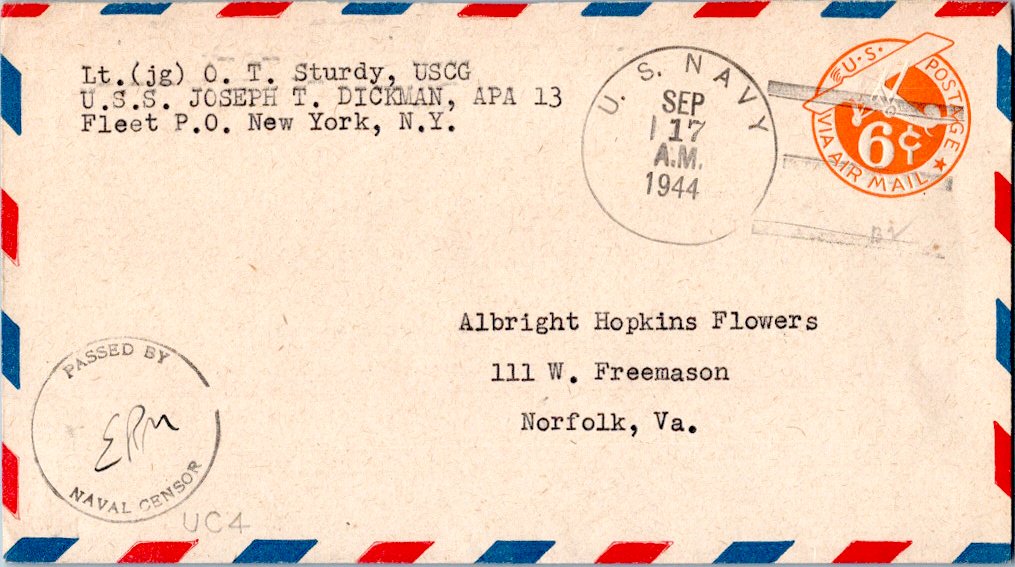 Lt.(jg) O. T. Sturdy, USCG
U.S.S. JOSEPH T. DICKMAN, APA 13
Fleet P.O. New York, N.Y.
U. S. NAVY
SEP
17
A.M.
1944
U.S. POSTAGE
6¢
VIA AIR MAIL
Albright Hopkins Flowers
111 W. Freemason
Norfolk, Va.
PASSED BY
NAVAL CENSOR
UC4